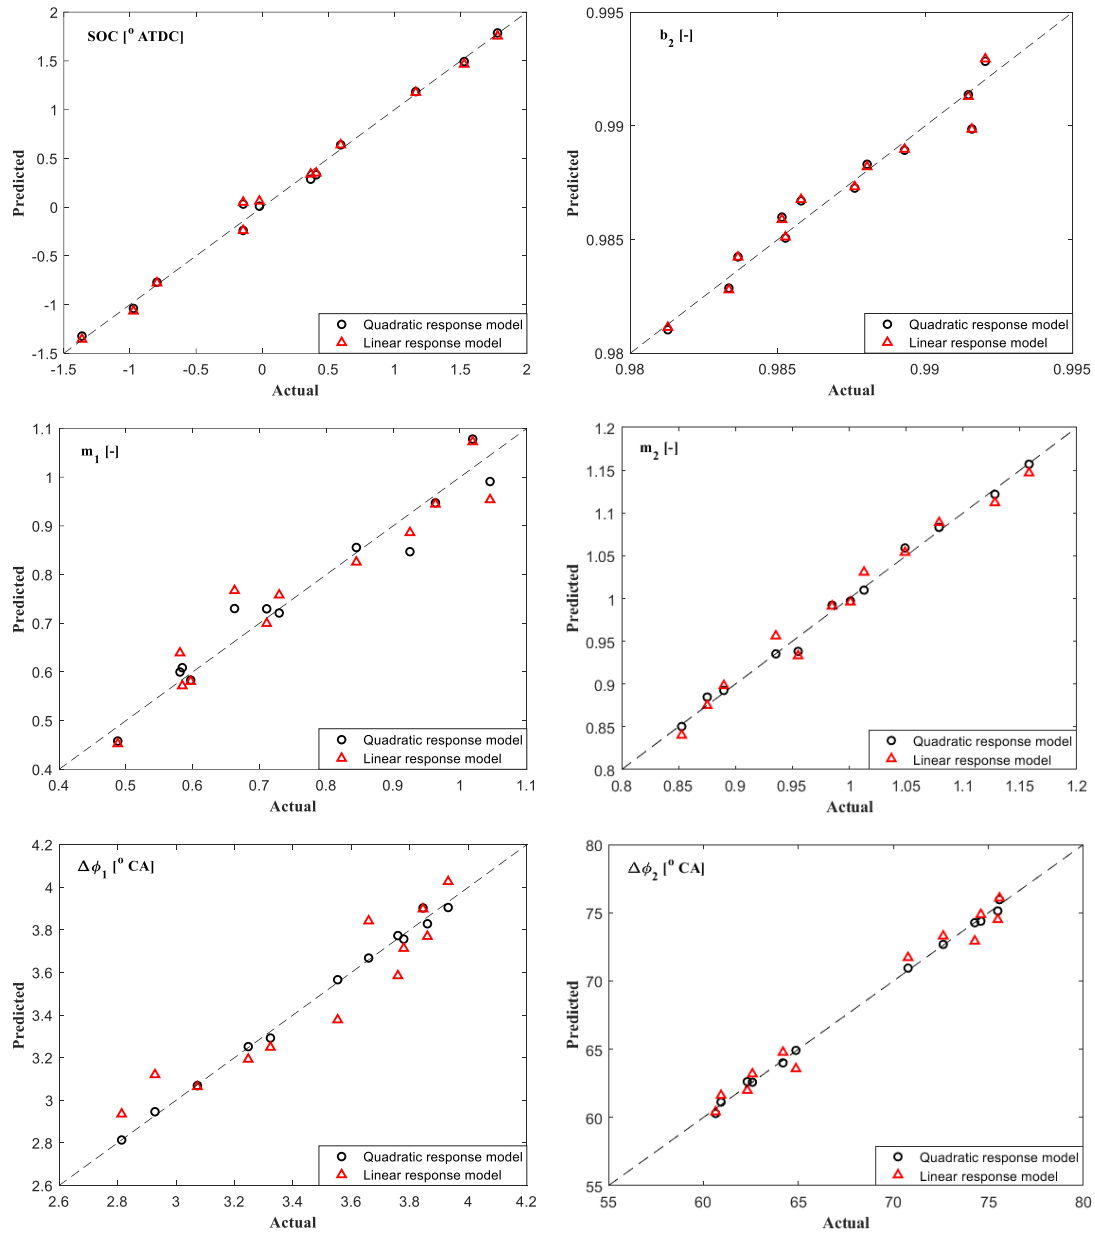 SOC [° ATDC]
2
1.5
1
0.5
0
-0.5
-1
-1.5
Predicted
-1.5 -1 -0.5 0 0.5 1 1.5 2
Actual
Quadratic response model
Linear response model
b2 [-]
0.995
0.99
0.985
0.98
Predicted
0.98 0.985 0.99 0.995
Actual
Quadratic response model
Linear response model
m1 [-]
1.1
1
0.9
0.8
0.7
0.6
0.5
0.4
Predicted
0.4 0.5 0.6 0.7 0.8 0.9 1 1.1
Actual
Quadratic response model
Linear response model
m2 [-]
1.2
1.15
1.1
1.05
1
0.95
0.9
0.85
0.8
Predicted
0.8 0.85 0.9 0.95 1 1.05 1.1 1.15 1.2
Actual
Quadratic response model
Linear response model
Δϕ1 [° CA]
4.2
4
3.8
3.6
3.4
3.2
3
2.8
2.6
Predicted
2.6 2.8 3 3.2 3.4 3.6 3.8 4 4.2
Actual
Quadratic response model
Linear response model
Δϕ2 [° CA]
80
75
70
65
60
55
Predicted
55 60 65 70 75 80
Actual
Quadratic response model
Linear response model